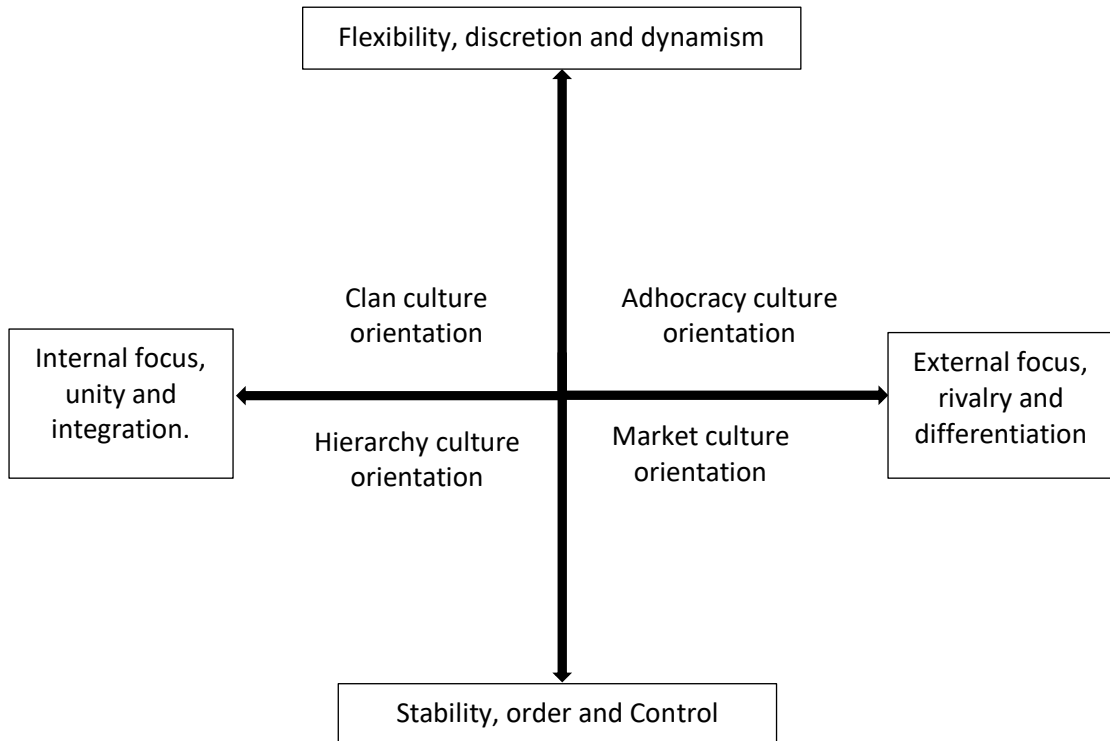 Flexibility, discretion and dynamism
Clan culture
orientation
Adhocracy culture
orientation
Internal focus,
unity and
integration.
External focus,
rivalry and
differentiation
Hierarchy culture
orientation
Market culture
orientation
Stability, order and Control